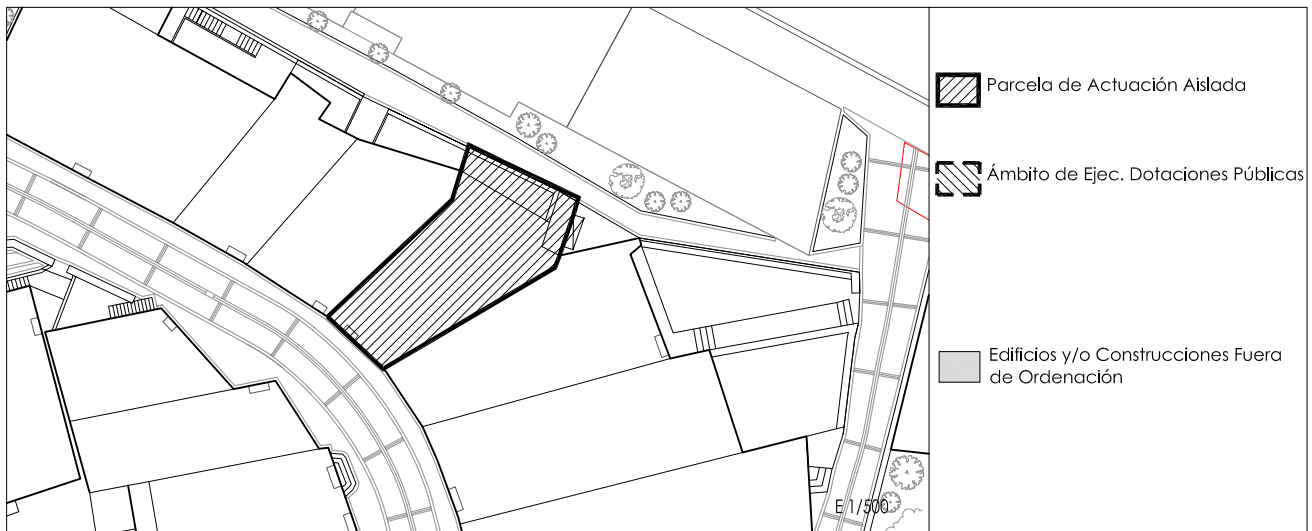 Parcela de Actuación Aislada
Ámbito de Ejec. Dotaciones Públicas
Edificios y/o Construcciones Fuera
de Ordenación
E 1/500